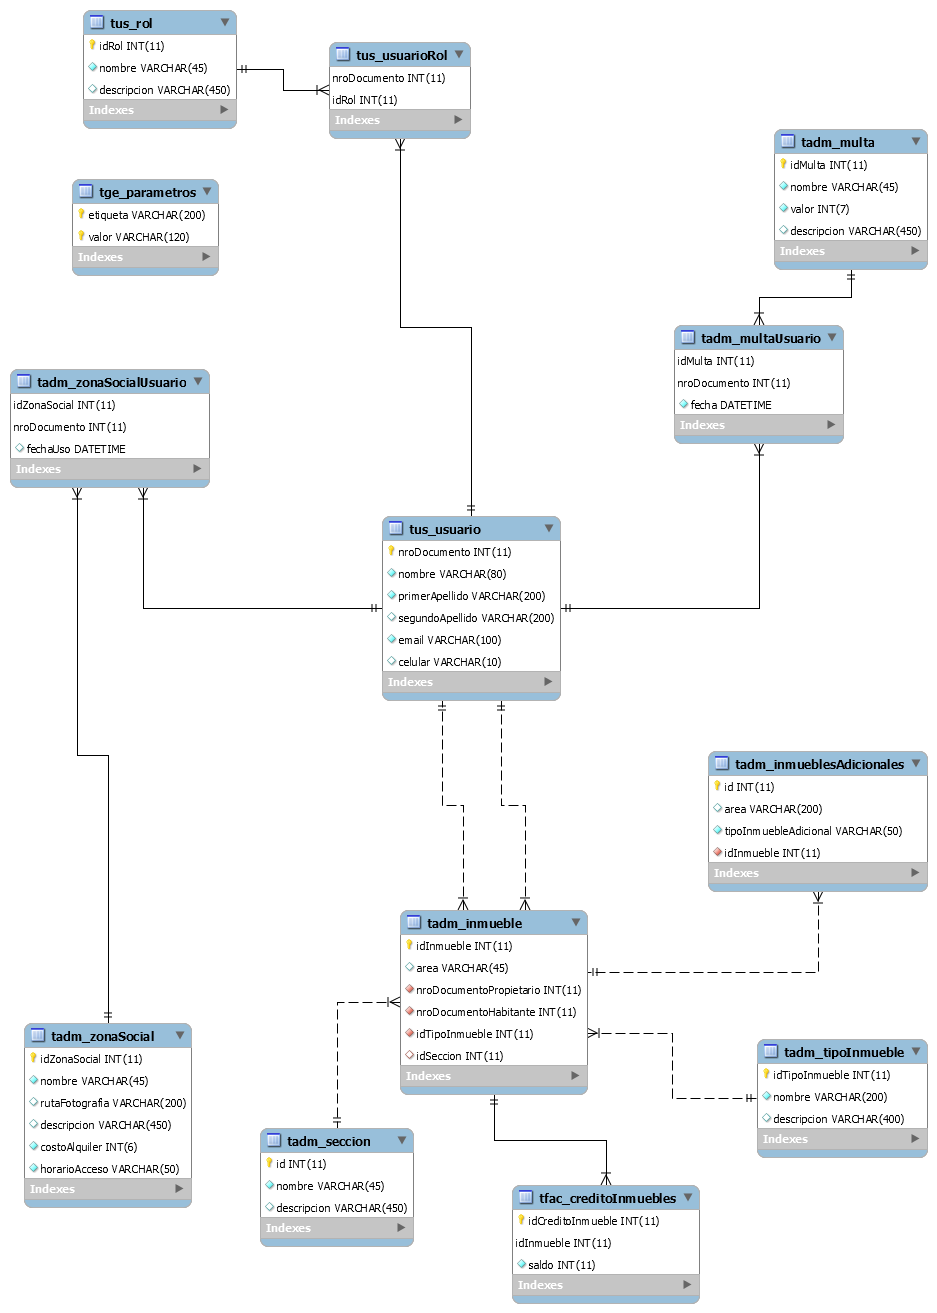 tus_rol
idRol INT(11)
nombre VARCHAR(45)
descripcion VARCHAR(450)
Indexes
tus_usuarioRol
nroDocumento INT(11)
idRol INT(11)
Indexes
tadm_multa
idMulta INT(11)
nombre VARCHAR(45)
valor INT(7)
descripcion VARCHAR(450)
Indexes
tge_parametros
etiqueta VARCHAR(200)
valor VARCHAR(120)
Indexes
tadm_multaUsuario
idMulta INT(11)
nroDocumento INT(11)
fecha DATETIME
Indexes
tadm_zonaSocialUsuario
idZonaSocial INT(11)
nroDocumento INT(11)
fechaUso DATETIME
Indexes
tus_usuario
nroDocumento INT(11)
nombre VARCHAR(80)
primerApellido VARCHAR(200)
segundoApellido VARCHAR(200)
email VARCHAR(100)
celular VARCHAR(10)
Indexes
tadm_inmueblesAdicionales
id INT(11)
area VARCHAR(200)
tipoInmuebleAdicional VARCHAR(50)
idInmueble INT(11)
Indexes
tadm_inmueble
idInmueble INT(11)
area VARCHAR(45)
nroDocumentoPropietario INT(11)
nroDocumentoHabitante INT(11)
idTipoInmueble INT(11)
idSeccion INT(11)
Indexes
tadm_zonaSocial
idZonaSocial INT(11)
nombre VARCHAR(45)
rutaFotografia VARCHAR(200)
descripcion VARCHAR(450)
costoAlquiler INT(6)
horarioAcceso VARCHAR(50)
Indexes
tadm_tipoInmueble
idTipoInmueble INT(11)
nombre VARCHAR(200)
descripcion VARCHAR(400)
Indexes
tadm_seccion
id INT(11)
nombre VARCHAR(45)
descripcion VARCHAR(450)
Indexes
tfac_creditoInmuebles
idCreditoInmueble INT(11)
idInmueble INT(11)
saldo INT(11)
Indexes